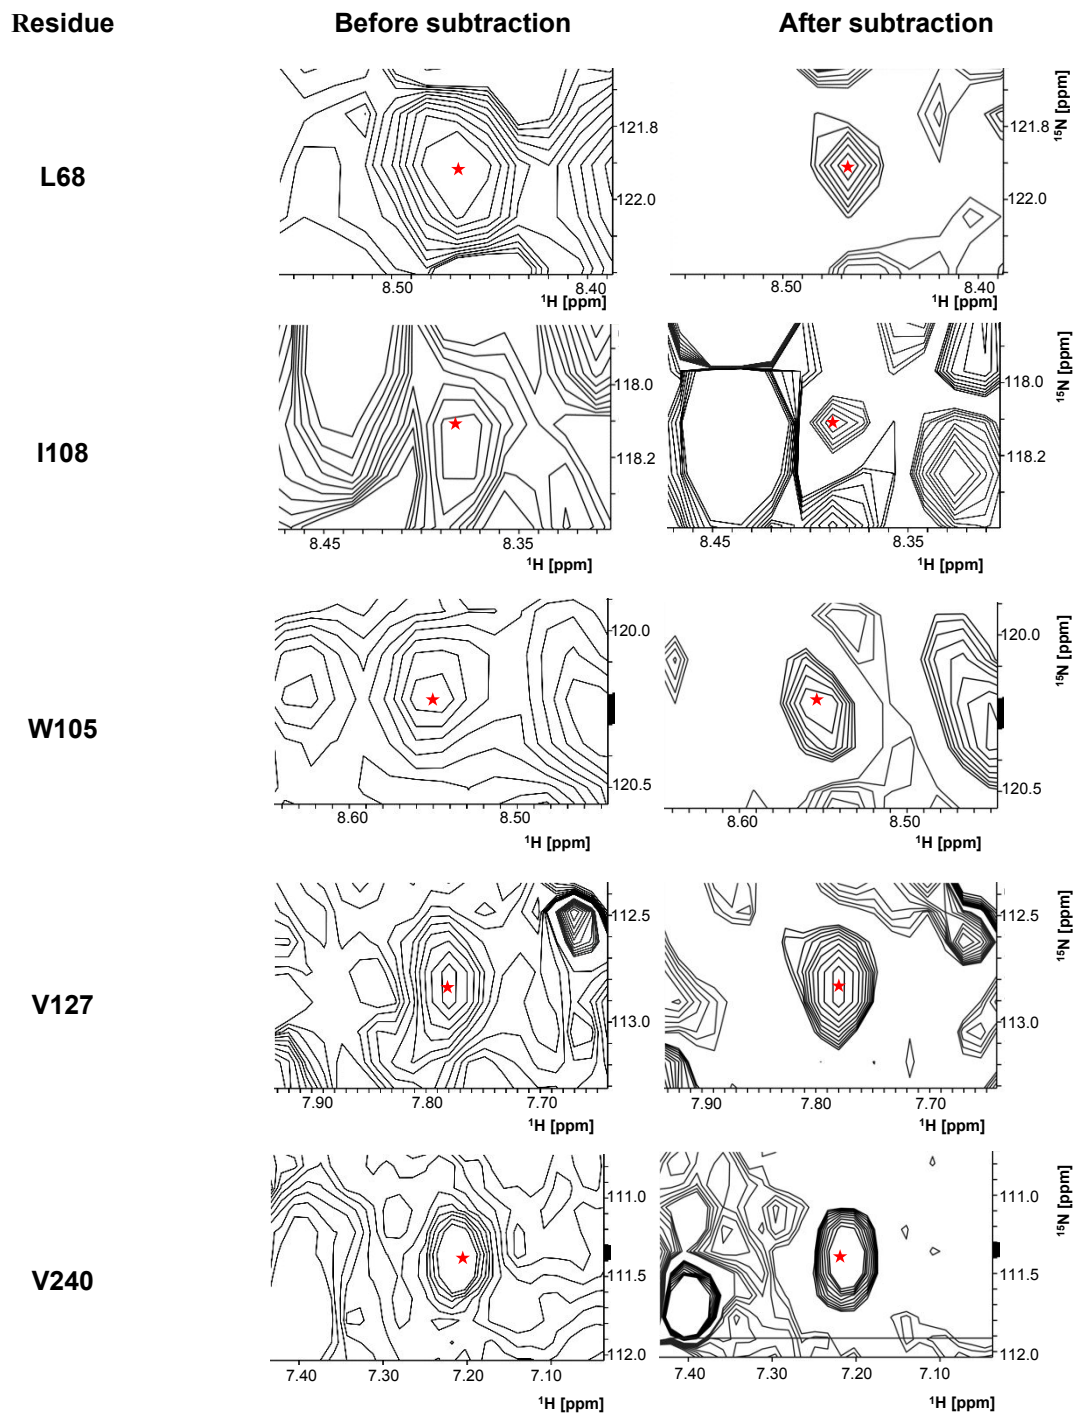 Residue Before subtraction After subtraction
L68
121.8
122.0
8.50 8.40
¹H [ppm]
121.8
122.0
8.50 8.40
¹H [ppm]
¹⁵N [ppm]
I108
118.0
118.2
8.45 8.35
¹H [ppm]
118.0
118.2
8.45 8.35
¹H [ppm]
¹⁵N [ppm]
W105
120.0
120.5
8.60 8.50
¹H [ppm]
120.0
120.5
8.60 8.50
¹H [ppm]
¹⁵N [ppm]
V127
112.5
113.0
7.90 7.80 7.70
¹H [ppm]
112.5
113.0
7.90 7.80 7.70
¹H [ppm]
¹⁵N [ppm]
V240
111.0
111.5
112.0
7.40 7.30 7.20 7.10
¹H [ppm]
111.0
111.5
112.0
7.40 7.30 7.20 7.10
¹H [ppm]
¹⁵N [ppm]